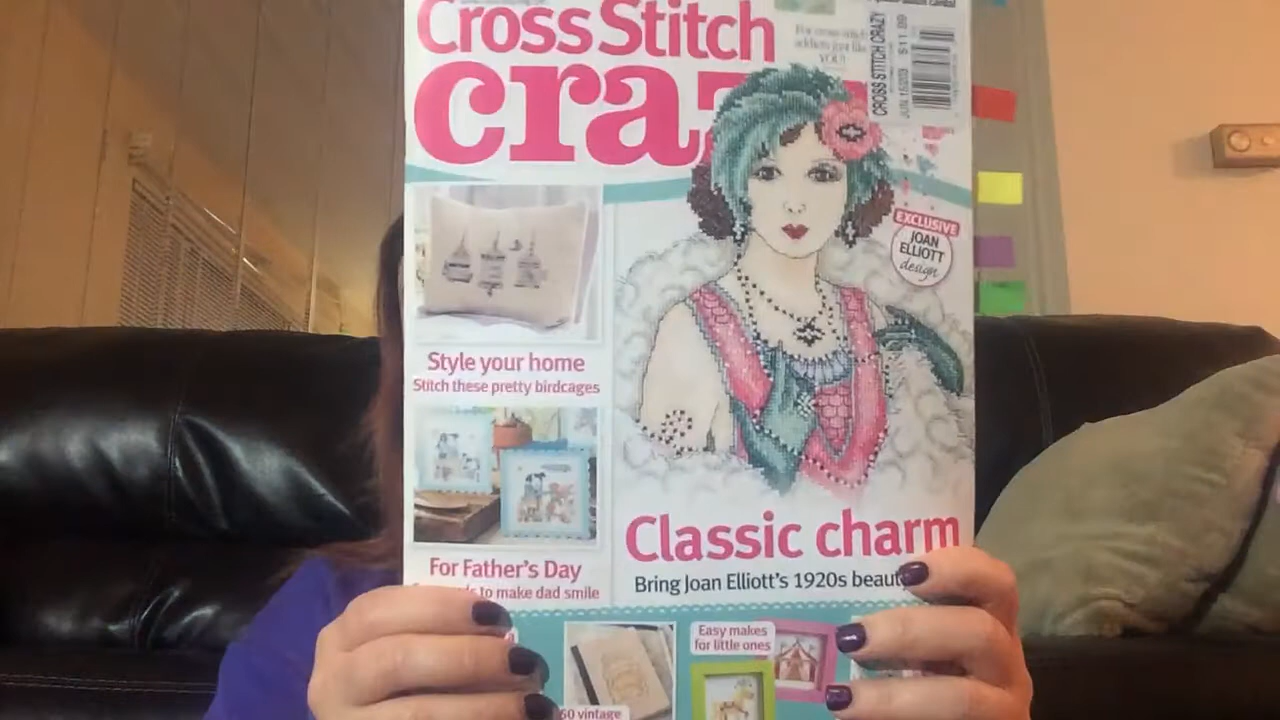 Cross Stitch
cra
For cross stitch
addicts just like
YOU!
CROSS STITCH CRAZY
EXCLUSIVE
JOAN
ELLIOTT
design
Style your home
Stitch these pretty birdcages
For Father's Day
to make dad smile
Classic charm
Bring Joan Elliott's 1920s beaut
Easy makes
for little ones
60 vintage